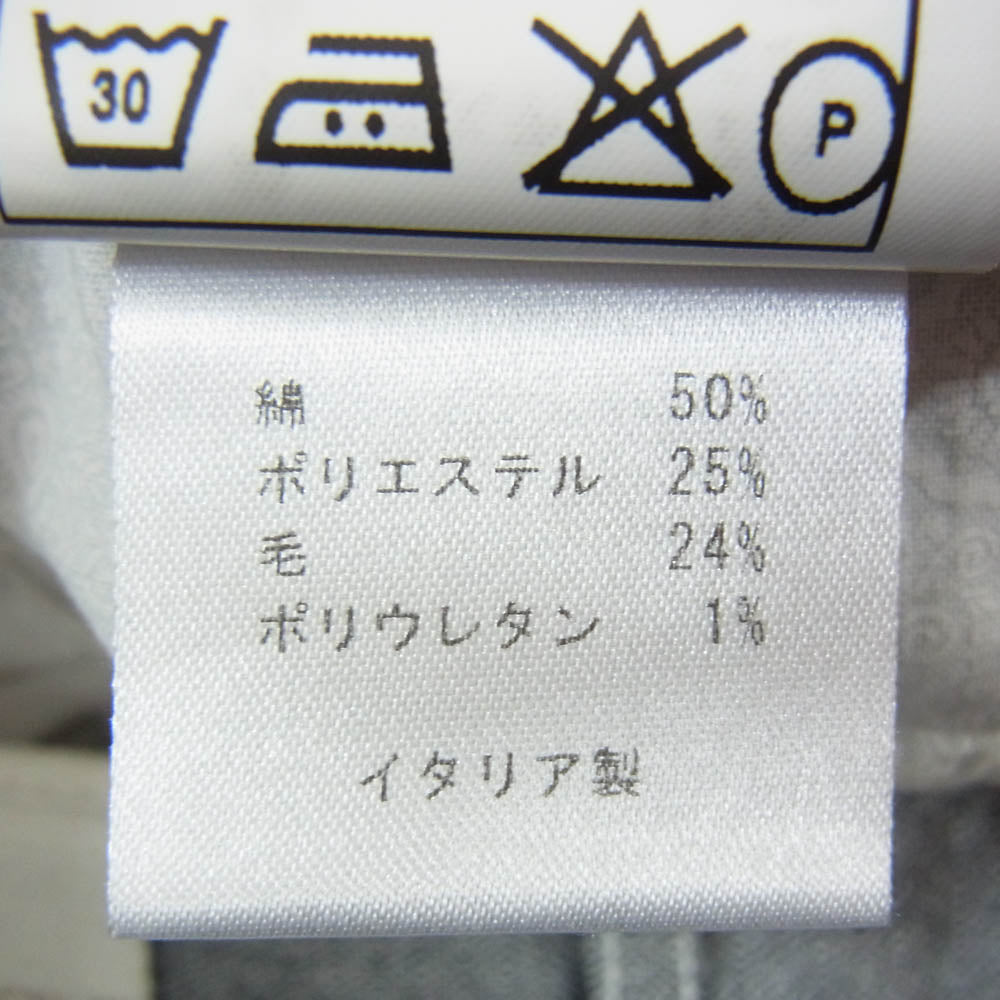 30
P
綿 50%
ポリエステル 25%
毛 24%
ポリウレタン 1%
イタリア製